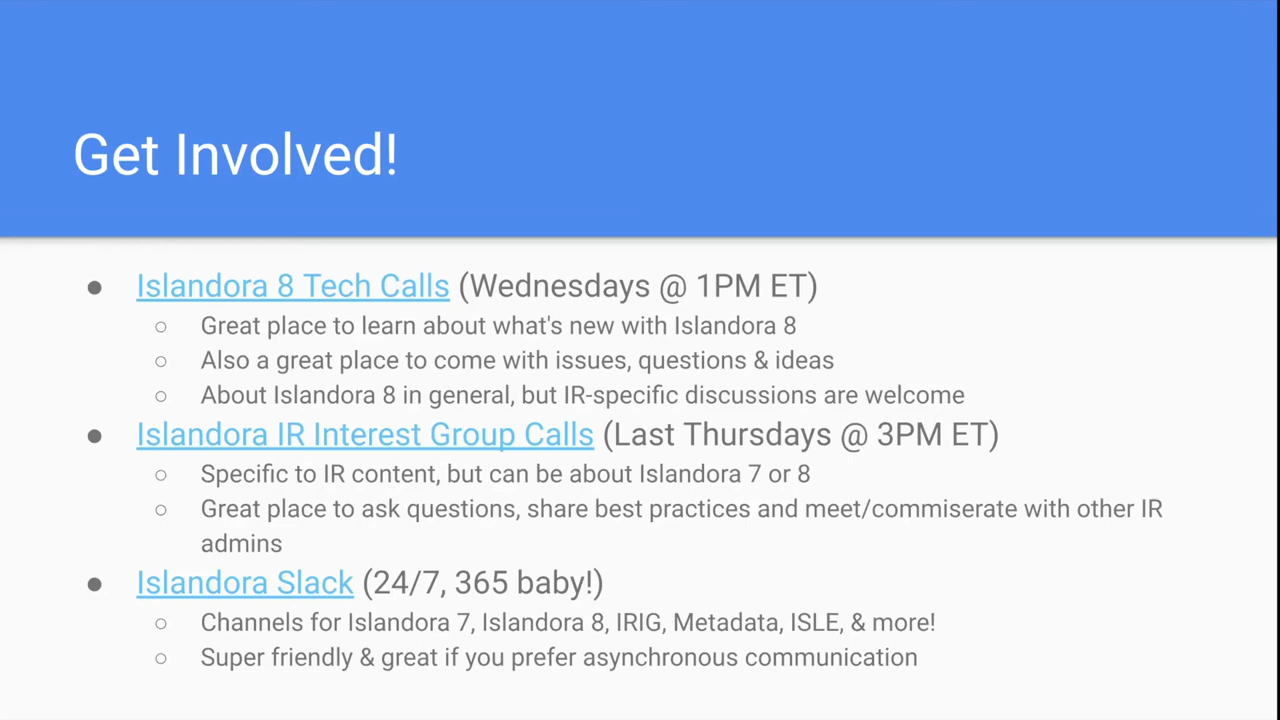 Get Involved!
● Islandora 8 Tech Calls (Wednesdays @ 1PM ET)
○ Great place to learn about what's new with Islandora 8
○ Also a great place to come with issues, questions & ideas
○ About Islandora 8 in general, but IR-specific discussions are welcome
● Islandora IR Interest Group Calls (Last Thursdays @ 3PM ET)
○ Specific to IR content, but can be about Islandora 7 or 8
○ Great place to ask questions, share best practices and meet/commiserate with other IR
admins
● Islandora Slack (24/7, 365 baby!)
○ Channels for Islandora 7, Islandora 8, IRIG, Metadata, ISLE, & more!
○ Super friendly & great if you prefer asynchronous communication